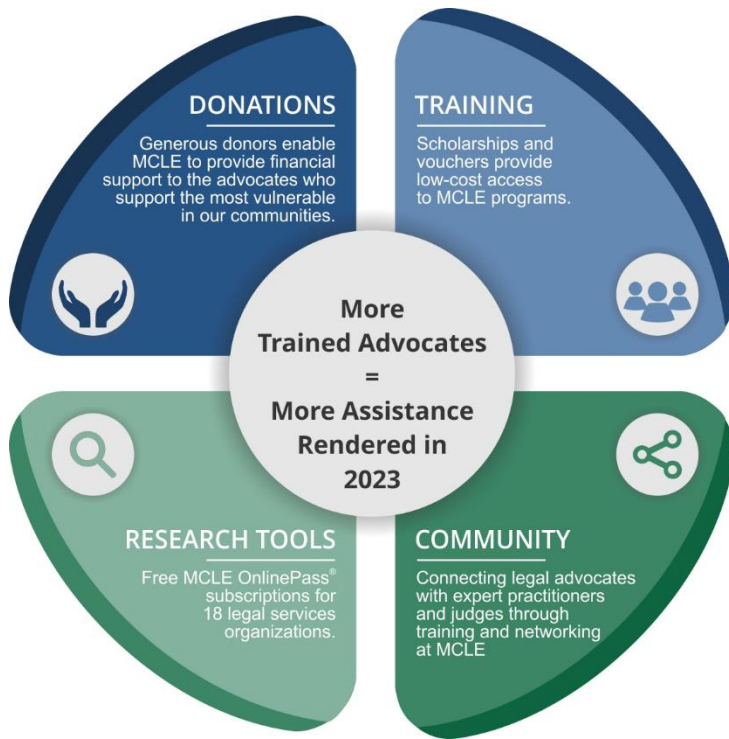 DONATIONS
Generous donors enable
MCLE to provide financial
support to the advocates who
support the most vulnerable
in our communities.
TRAINING
Scholarships and
vouchers provide
low-cost access
to MCLE programs.
More
Trained Advocates
=
More Assistance
Rendered in
2023
RESEARCH TOOLS
Free MCLE OnlinePass®
subscriptions for
18 legal services
organizations.
COMMUNITY
Connecting legal advocates
with expert practitioners
and judges through
training and networking
at MCLE